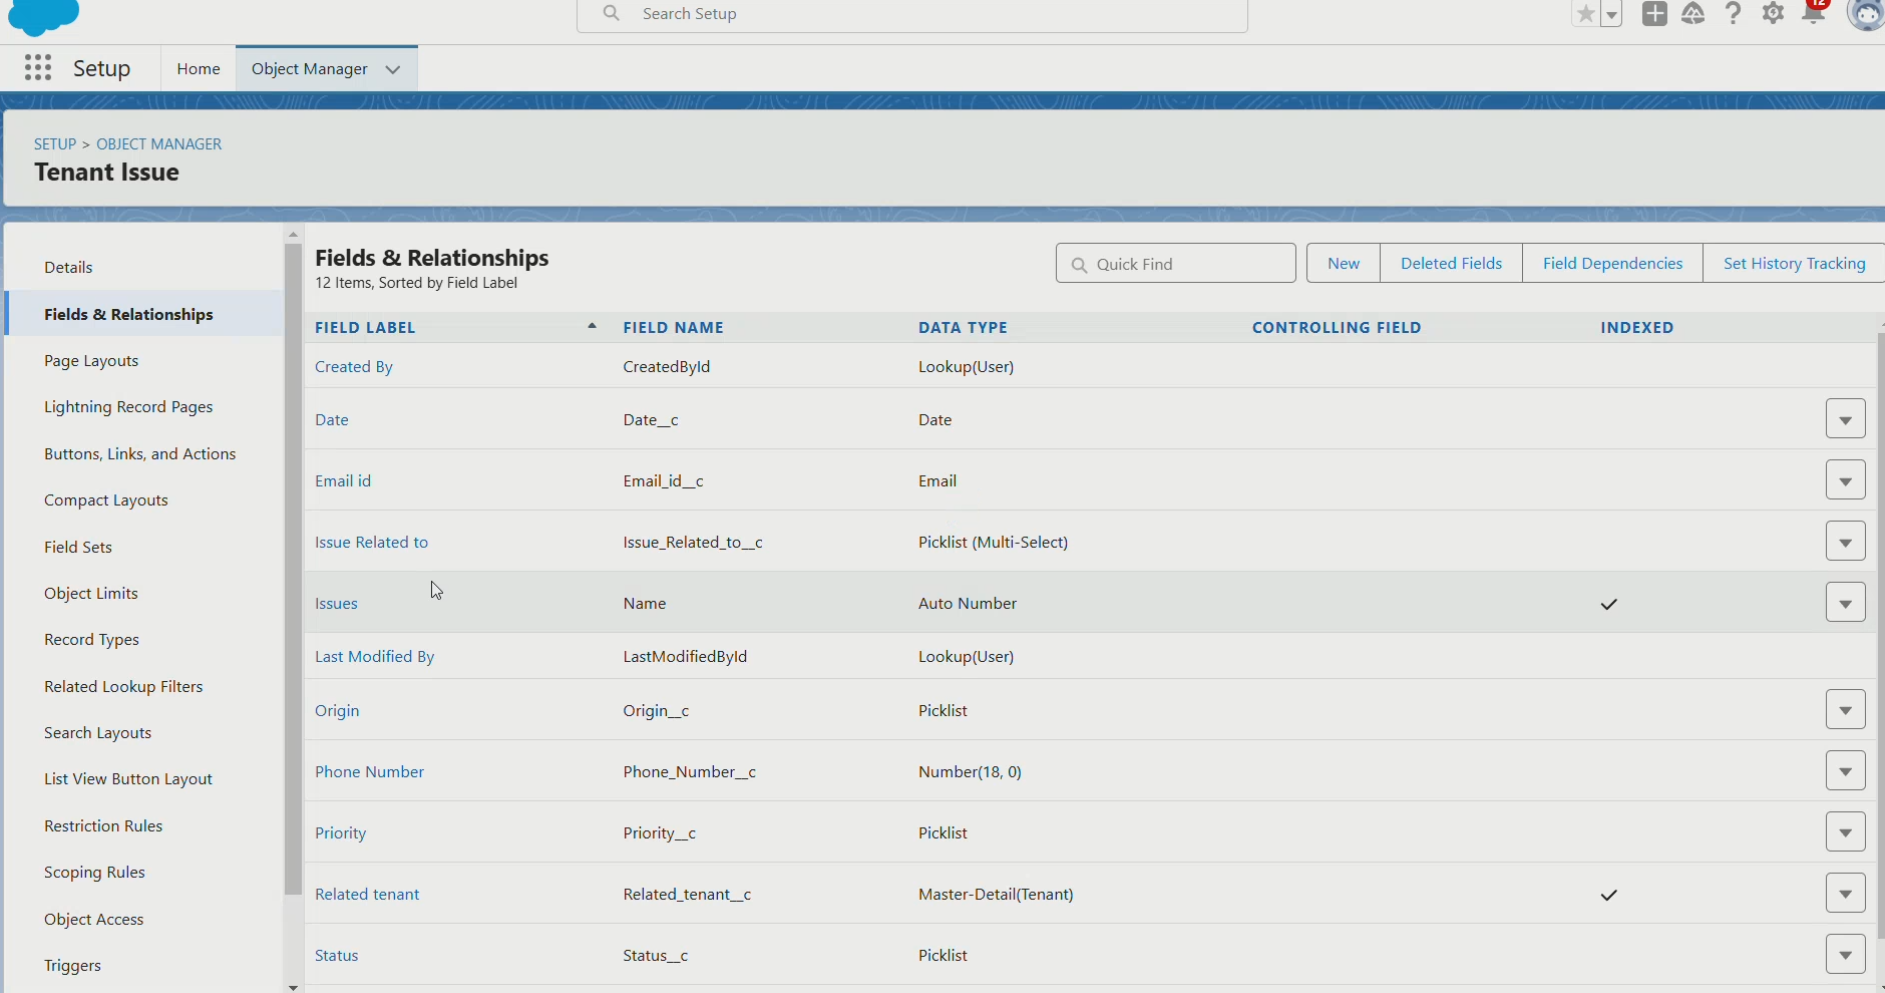 Search Setup
12
Setup
Home
Object Manager
SETUP > OBJECT MANAGER
Tenant Issue
Details
Fields & Relationships
Page Layouts
Lightning Record Pages
Buttons, Links, and Actions
Compact Layouts
Field Sets
Object Limits
Record Types
Related Lookup Filters
Search Layouts
List View Button Layout
Restriction Rules
Scoping Rules
Object Access
Triggers
Fields & Relationships
12 Items, Sorted by Field Label
Quick Find
New
Deleted Fields
Field Dependencies
Set History Tracking
FIELD LABEL FIELD NAME DATA TYPE CONTROLLING FIELD INDEXED
Created By CreatedById Lookup(User)
Date Date__c Date
Email id Email_id__c Email
Issue Related to Issue_Related_to__c Picklist (Multi-Select)
Issues Name Auto Number
Last Modified By LastModifiedById Lookup(User)
Origin Origin__c Picklist
Phone Number Phone_Number__c Number(18, 0)
Priority Priority__c Picklist
Related tenant Related_tenant__c Master-Detail(Tenant)
Status Status__c Picklist